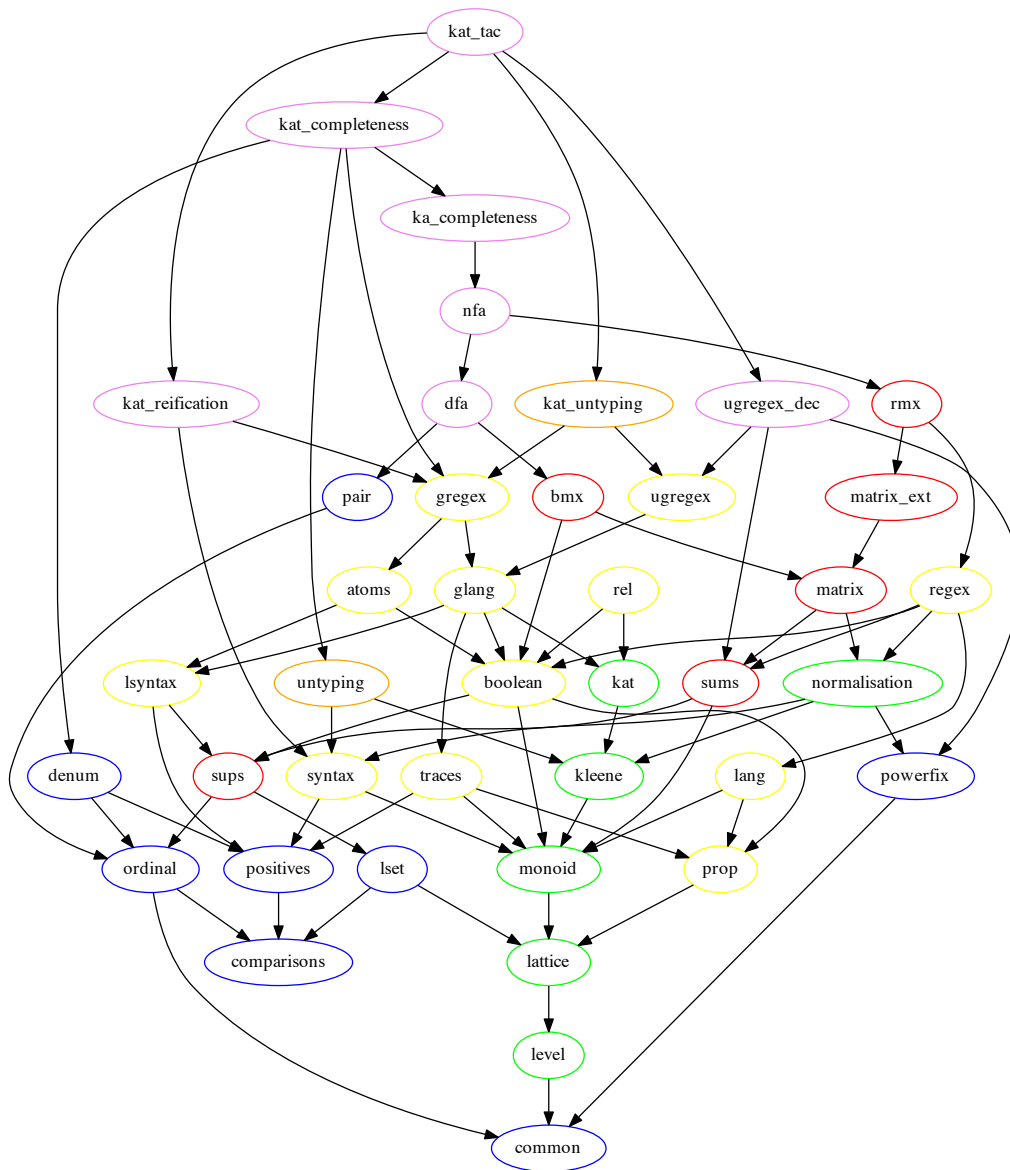 kat_tac
kat_completeness
ka_completeness
nfa
kat_reification
dfa
kat_untyping
ugregex_dec
rmx
pair
gregex
bmx
ugregex
matrix_ext
atoms
glang
rel
matrix
regex
lsyntax
untyping
boolean
kat
sums
normalisation
denum
sups
syntax
traces
kleene
lang
powerfix
ordinal
positives
lset
monoid
prop
comparisons
lattice
level
common